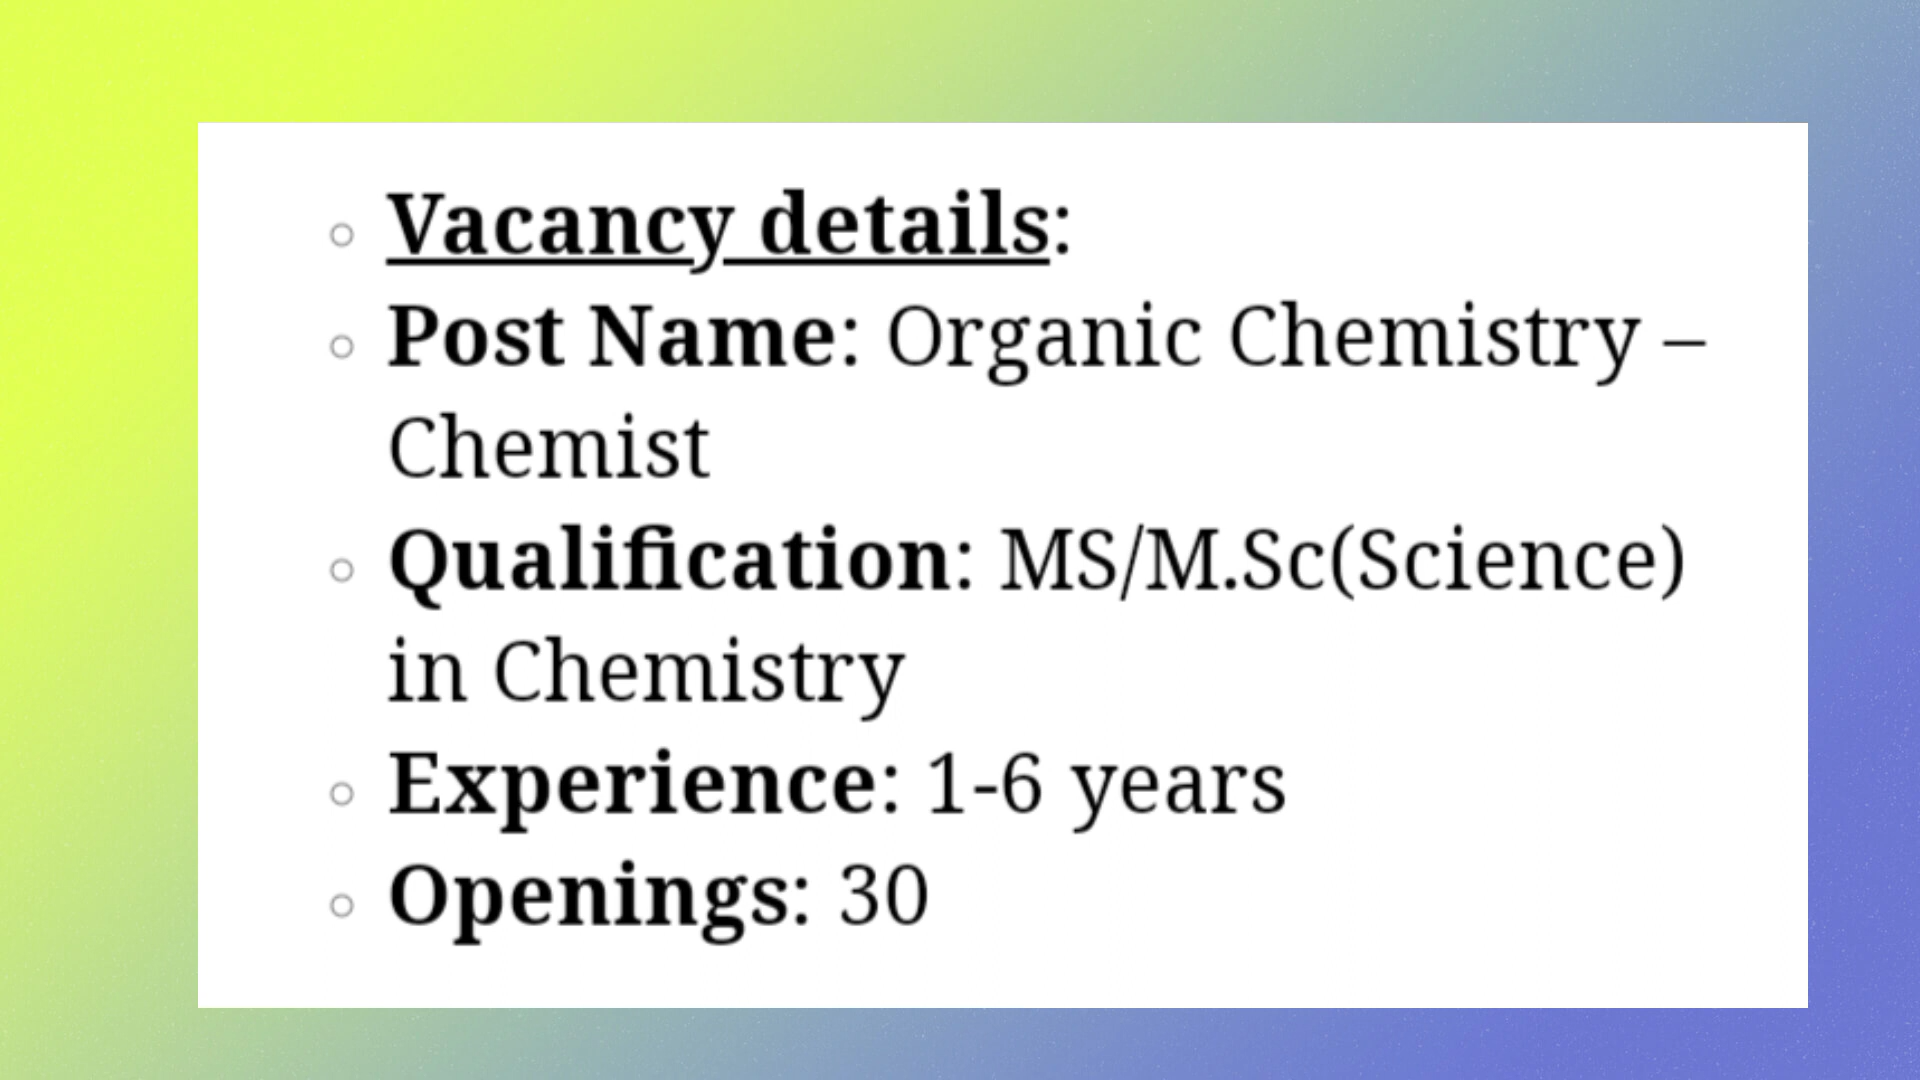 Vacancy details:
Post Name: Organic Chemistry –
Chemist
Qualification: MS/M.Sc(Science)
in Chemistry
Experience: 1-6 years
Openings: 30